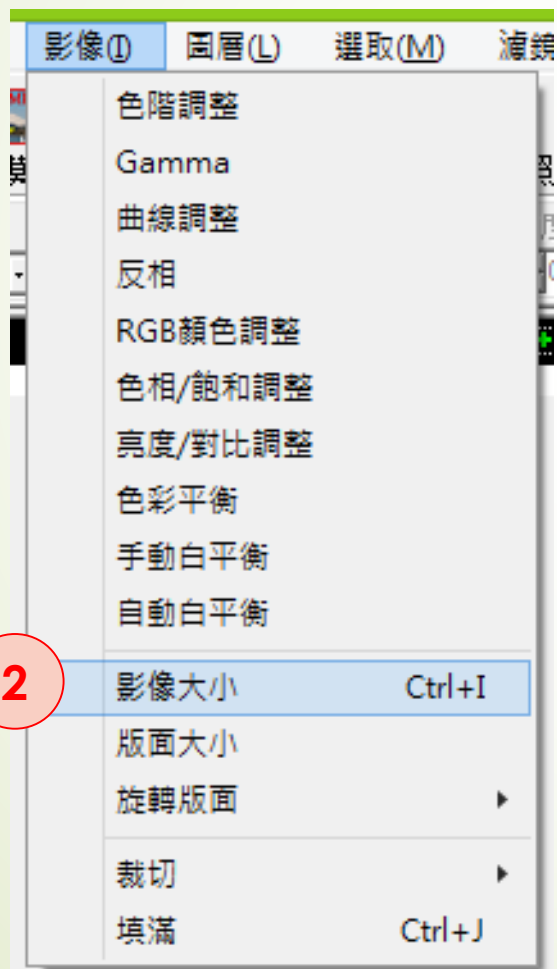 影像(I) 圖層(L) 選取(M) 濾鏡
色階調整
Gamma
曲線調整
反相
RGB顏色調整
色相/飽和調整
亮度/對比調整
色彩平衡
手動白平衡
自動白平衡
2 影像大小 Ctrl+I
版面大小
旋轉版面
裁切
填滿 Ctrl+J